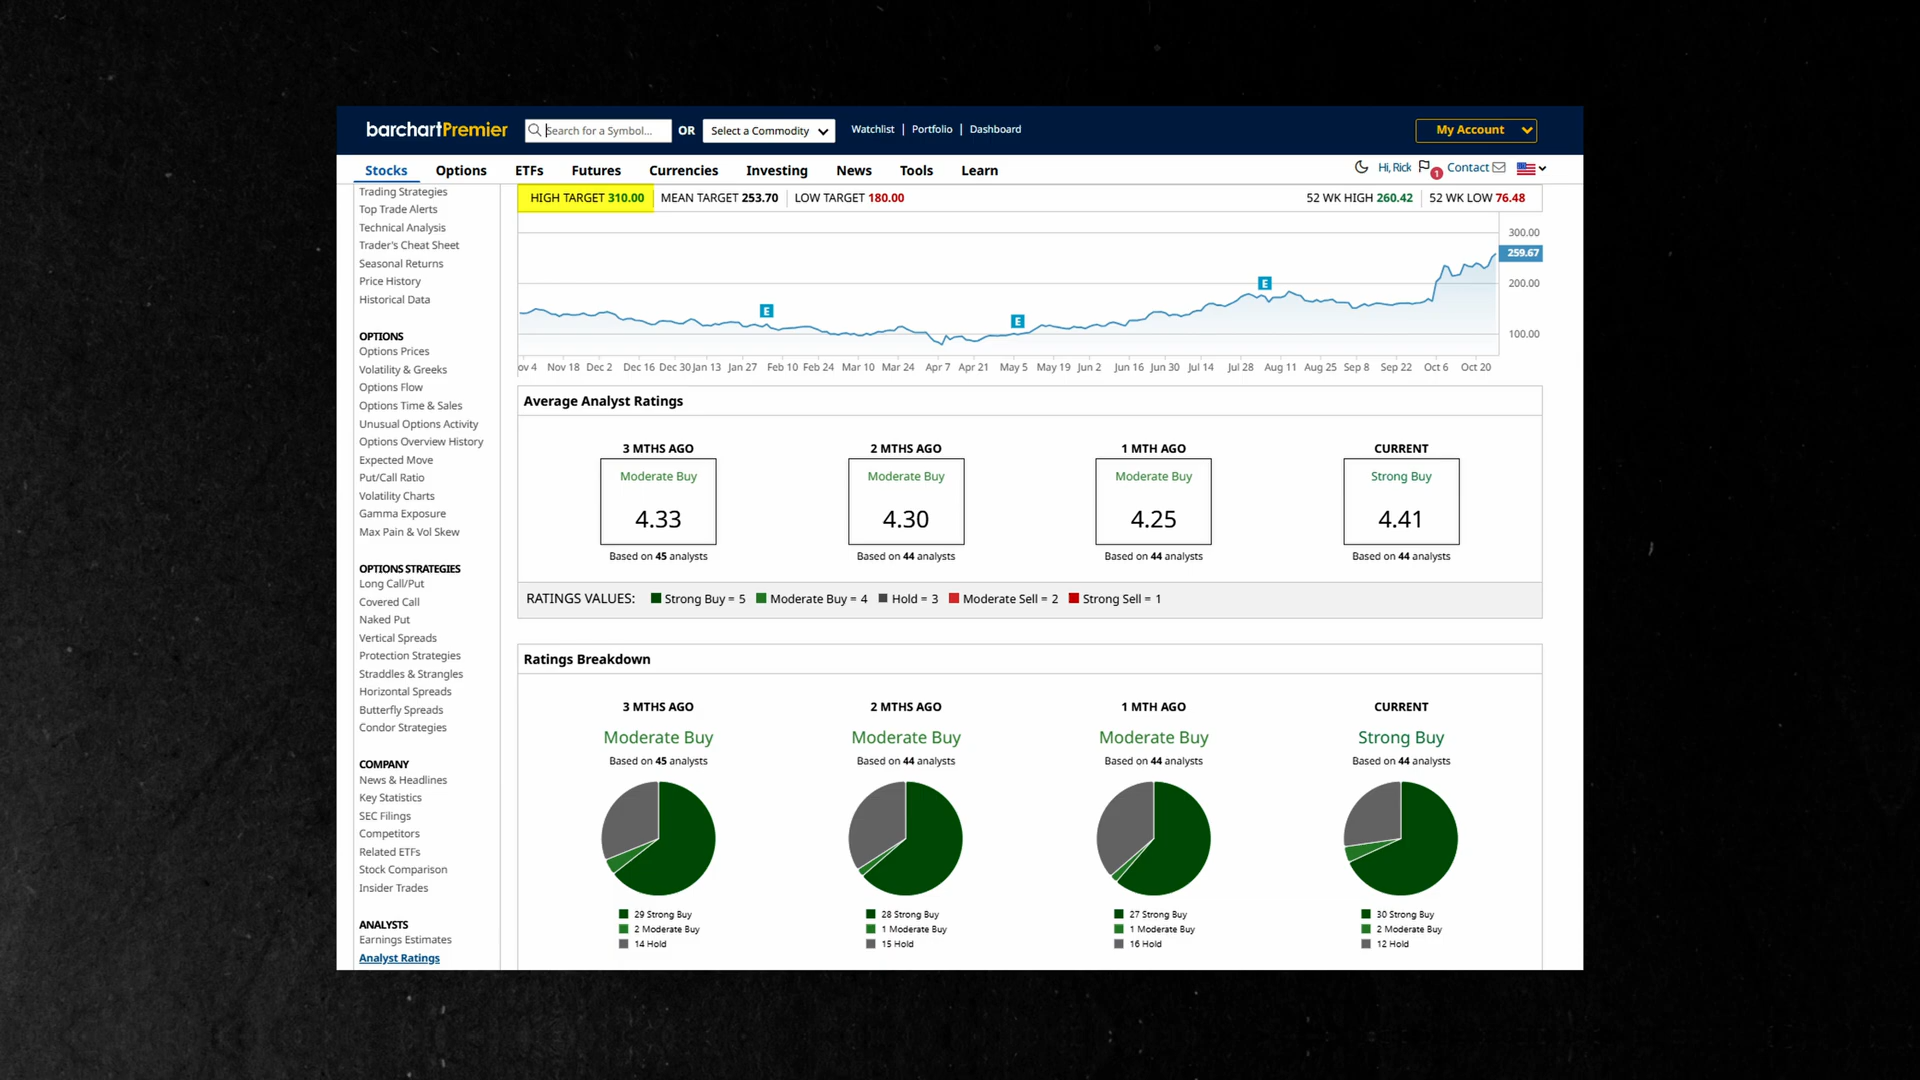 barchartPremier
Search for a Symbol...
OR
Select a Commodity
Watchlist | Portfolio | Dashboard
My Account
Stocks Options ETFs Futures Currencies Investing News Tools Learn
Hi, Rick
1
Contact
Trading Strategies
Top Trade Alerts
Technical Analysis
Trader's Cheat Sheet
Seasonal Returns
Price History
Historical Data
OPTIONS
Options Prices
Volatility & Greeks
Options Flow
Options Time & Sales
Unusual Options Activity
Options Overview History
Expected Move
Put/Call Ratio
Volatility Charts
Gamma Exposure
Max Pain & Vol Skew
OPTIONS STRATEGIES
Long Call/Put
Covered Call
Naked Put
Vertical Spreads
Protection Strategies
Straddles & Strangles
Horizontal Spreads
Butterfly Spreads
Condor Strategies
COMPANY
News & Headlines
Key Statistics
SEC Filings
Competitors
Related ETFs
Stock Comparison
Insider Trades
ANALYSTS
Earnings Estimates
Analyst Ratings
HIGH TARGET 310.00 MEAN TARGET 253.70 LOW TARGET 180.00
52 WK HIGH 260.42 52 WK LOW 76.48
300.00
259.67
200.00
100.00
E
E
E
ov 4 Nov 18 Dec 2 Dec 16 Dec 30 Jan 13 Jan 27 Feb 10 Feb 24 Mar 10 Mar 24 Apr 7 Apr 21 May 5 May 19 Jun 2 Jun 16 Jun 30 Jul 14 Jul 28 Aug 11 Aug 25 Sep 8 Sep 22 Oct 6 Oct 20
Average Analyst Ratings
3 MTHS AGO 2 MTHS AGO 1 MTH AGO CURRENT
Moderate Buy Moderate Buy Moderate Buy Strong Buy
4.33 4.30 4.25 4.41
Based on 45 analysts Based on 44 analysts Based on 44 analysts Based on 44 analysts
RATINGS VALUES: Strong Buy = 5 Moderate Buy = 4 Hold = 3 Moderate Sell = 2 Strong Sell = 1
Ratings Breakdown
3 MTHS AGO 2 MTHS AGO 1 MTH AGO CURRENT
Moderate Buy Moderate Buy Moderate Buy Strong Buy
Based on 45 analysts Based on 44 analysts Based on 44 analysts Based on 44 analysts
29 Strong Buy 28 Strong Buy 27 Strong Buy 30 Strong Buy
2 Moderate Buy 1 Moderate Buy 1 Moderate Buy 2 Moderate Buy
14 Hold 15 Hold 16 Hold 12 Hold